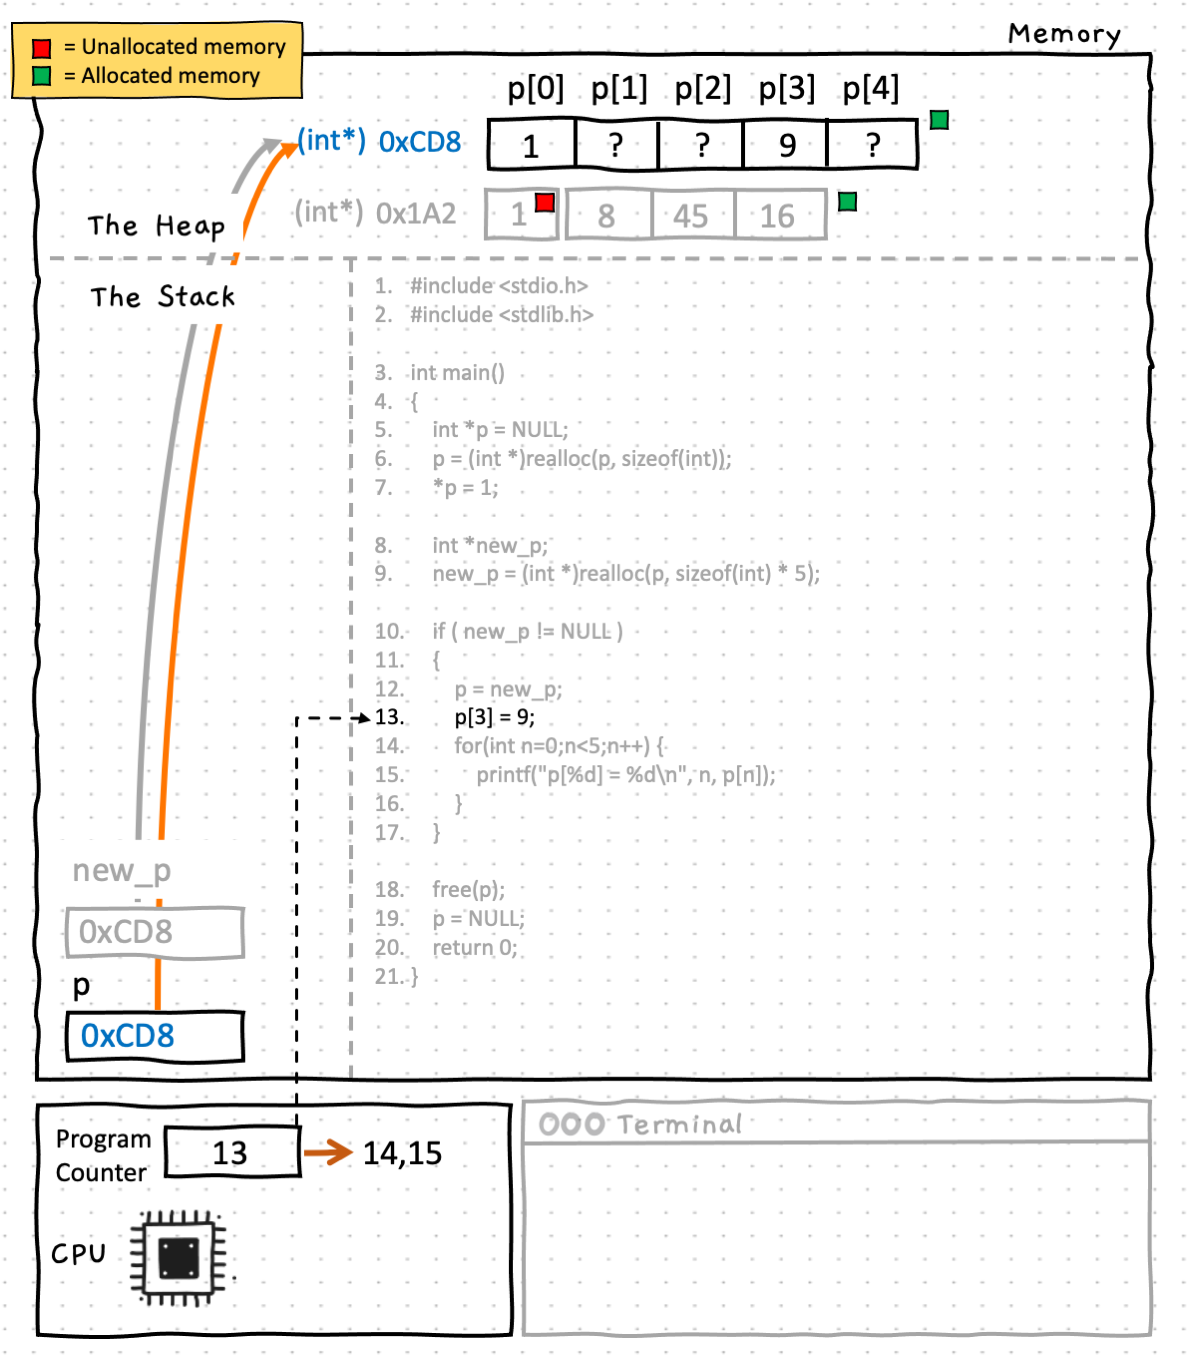 Memory
= Unallocated memory
= Allocated memory
p[0] p[1] p[2] p[3] p[4]
(int*) 0xCD8 1 ? ? 9 ?
(int*) 0x1A2 1 8 45 16
The Heap
The Stack
1. #include <stdio.h>
2. #include <stdlib.h>
3. int main()
4. {
5. int *p = NULL;
6. p = (int *)realloc(p, sizeof(int));
7. *p = 1;
8. int *new_p;
9. new_p = (int *)realloc(p, sizeof(int) * 5);
10. if ( new_p != NULL )
11. {
12. p = new_p;
13. p[3] = 9;
14. for(int n=0;n<5;n++) {
15. printf("p[%d] = %d\n", n, p[n]);
16. }
17. }
18. free(p);
19. p = NULL;
20. return 0;
21. }
new_p
0xCD8
p
0xCD8
Program
Counter
13 14,15
CPU
Terminal